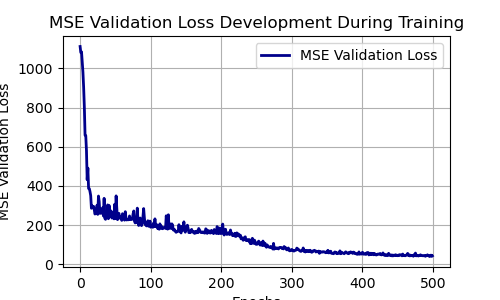 MSE Validation Loss Development During Training
MSE Validation Loss
MSE Validation Loss
1000
800
600
400
200
0
0 100 200 300 400 500
Epochs